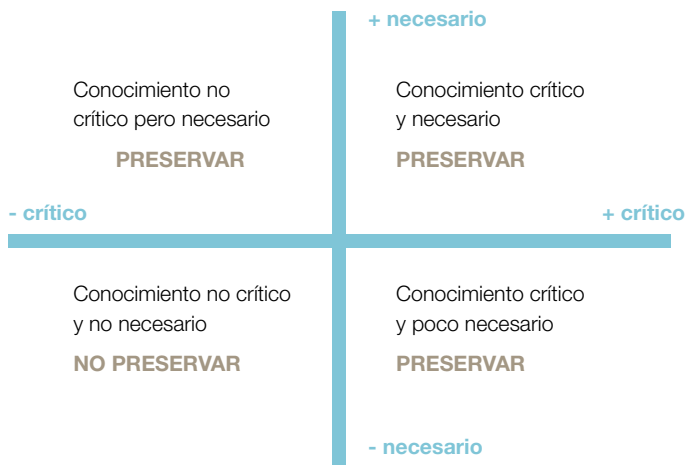 + necesario
Conocimiento no
crítico pero necesario
PRESERVAR
Conocimiento crítico
y necesario
PRESERVAR
- crítico
+ crítico
Conocimiento no crítico
y no necesario
NO PRESERVAR
Conocimiento crítico
y poco necesario
PRESERVAR
- necesario